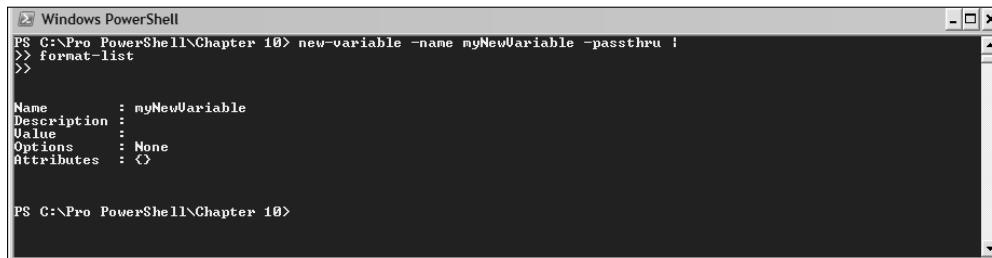 Windows PowerShell
PS C:\Pro PowerShell\Chapter 10> new-variable -name myNewVariable -passthru |
>> format-list
>>
Name        : myNewVariable
Description :
Value       :
Options     : None
Attributes  : {}
PS C:\Pro PowerShell\Chapter 10>